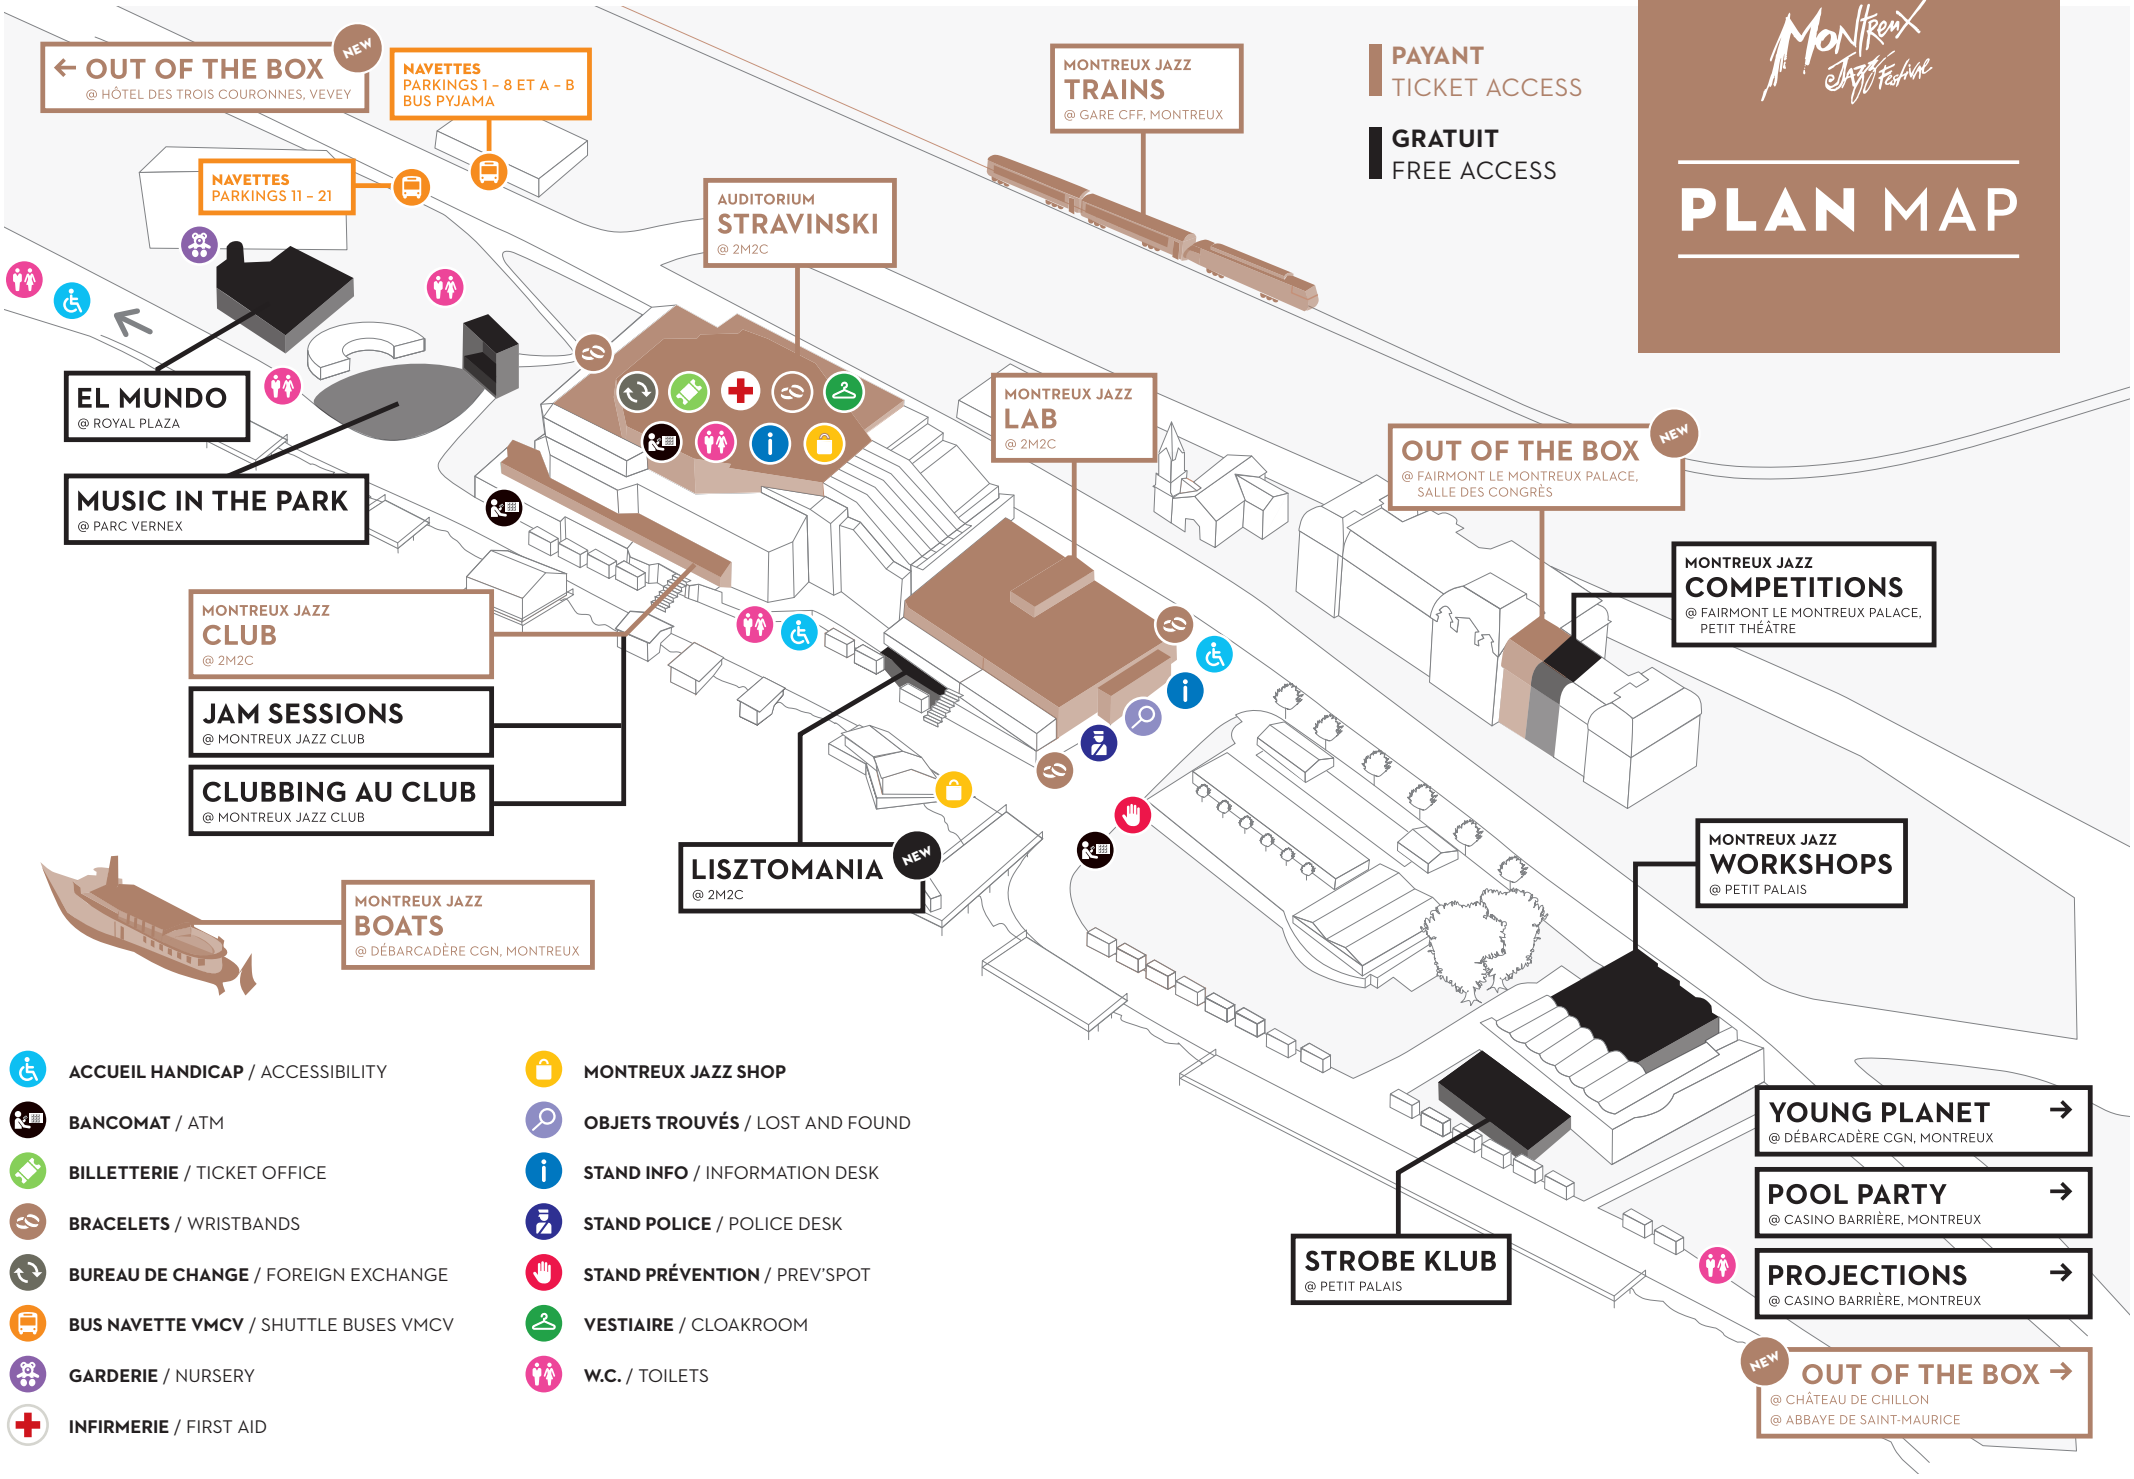 ← OUT OF THE BOX
NEW
@ HÔTEL DES TROIS COURONNES, VEVEY
NAVETTES
PARKINGS 1 – 8 ET A – B
BUS PYJAMA
NAVETTES
PARKINGS 11 – 21
MONTREUX JAZZ
TRAINS
@ GARE CFF, MONTREUX
PAYANT
TICKET ACCESS
GRATUIT
FREE ACCESS
MONTREUX
JAZZ Festival
PLAN MAP
AUDITORIUM
STRAVINSKI
@ 2M2C
EL MUNDO
@ ROYAL PLAZA
MUSIC IN THE PARK
@ PARC VERNEX
MONTREUX JAZZ
LAB
@ 2M2C
OUT OF THE BOX
NEW
@ FAIRMONT LE MONTREUX PALACE,
SALLE DES CONGRÈS
MONTREUX JAZZ
COMPETITIONS
@ FAIRMONT LE MONTREUX PALACE,
PETIT THÉÂTRE
MONTREUX JAZZ
CLUB
@ 2M2C
JAM SESSIONS
@ MONTREUX JAZZ CLUB
CLUBBING AU CLUB
@ MONTREUX JAZZ CLUB
LISZTOMANIA
NEW
@ 2M2C
MONTREUX JAZZ
WORKSHOPS
@ PETIT PALAIS
MONTREUX JAZZ
BOATS
@ DÉBARCADÈRE CGN, MONTREUX
STROBE KLUB
@ PETIT PALAIS
YOUNG PLANET →
@ DÉBARCADÈRE CGN, MONTREUX
POOL PARTY →
@ CASINO BARRIÈRE, MONTREUX
PROJECTIONS →
@ CASINO BARRIÈRE, MONTREUX
NEW
OUT OF THE BOX →
@ CHÂTEAU DE CHILLON
@ ABBAYE DE SAINT-MAURICE
ACCUEIL HANDICAP / ACCESSIBILITY
BANCOMAT / ATM
BILLETTERIE / TICKET OFFICE
BRACELETS / WRISTBANDS
BUREAU DE CHANGE / FOREIGN EXCHANGE
BUS NAVETTE VMCV / SHUTTLE BUSES VMCV
GARDERIE / NURSERY
INFIRMERIE / FIRST AID
MONTREUX JAZZ SHOP
OBJETS TROUVÉS / LOST AND FOUND
STAND INFO / INFORMATION DESK
STAND POLICE / POLICE DESK
STAND PRÉVENTION / PREV'SPOT
VESTIAIRE / CLOAKROOM
W.C. / TOILETS